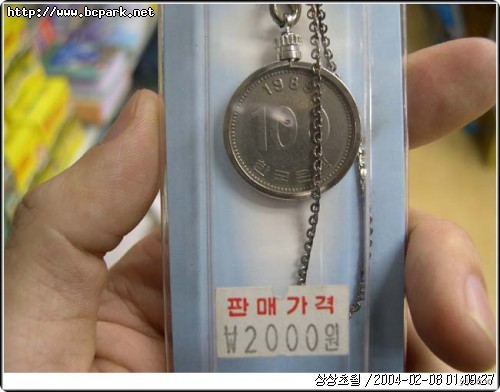 http://www.bcpark.net
100
한국은행
판매가격
₩2000원
상상초월 / 2004-02-06 01:09:27